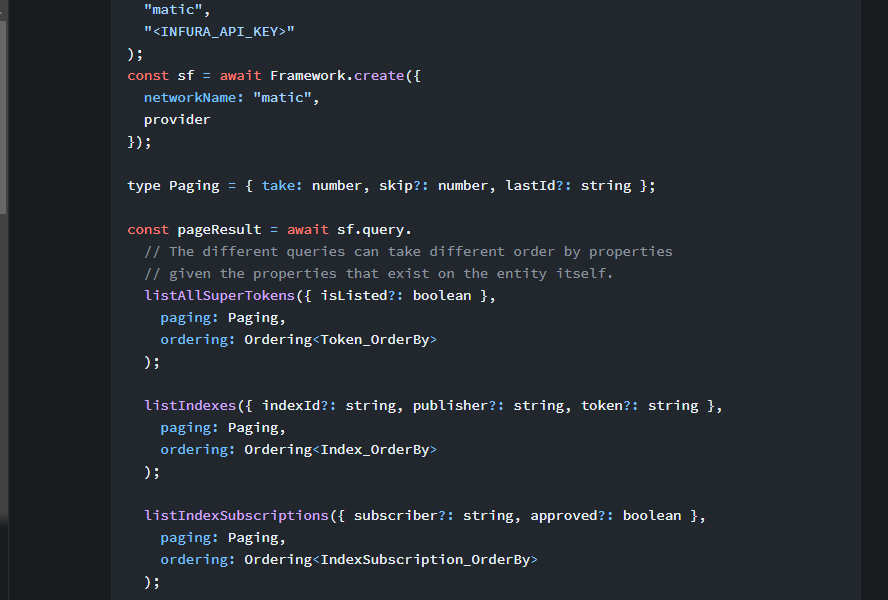 "matic",
"<INFURA_API_KEY>"
);
const sf = await Framework.create({
networkName: "matic",
provider
});
type Paging = { take: number, skip?: number, lastId?: string };
const pageResult = await sf.query.
// The different queries can take different order by properties
// given the properties that exist on the entity itself.
listAllSuperTokens({ isListed?: boolean },
paging: Paging,
ordering: Ordering<Token_OrderBy>
);
listIndexes({ indexId?: string, publisher?: string, token?: string },
paging: Paging,
ordering: Ordering<Index_OrderBy>
);
listIndexSubscriptions({ subscriber?: string, approved?: boolean },
paging: Paging,
ordering: Ordering<IndexSubscription_OrderBy>
);